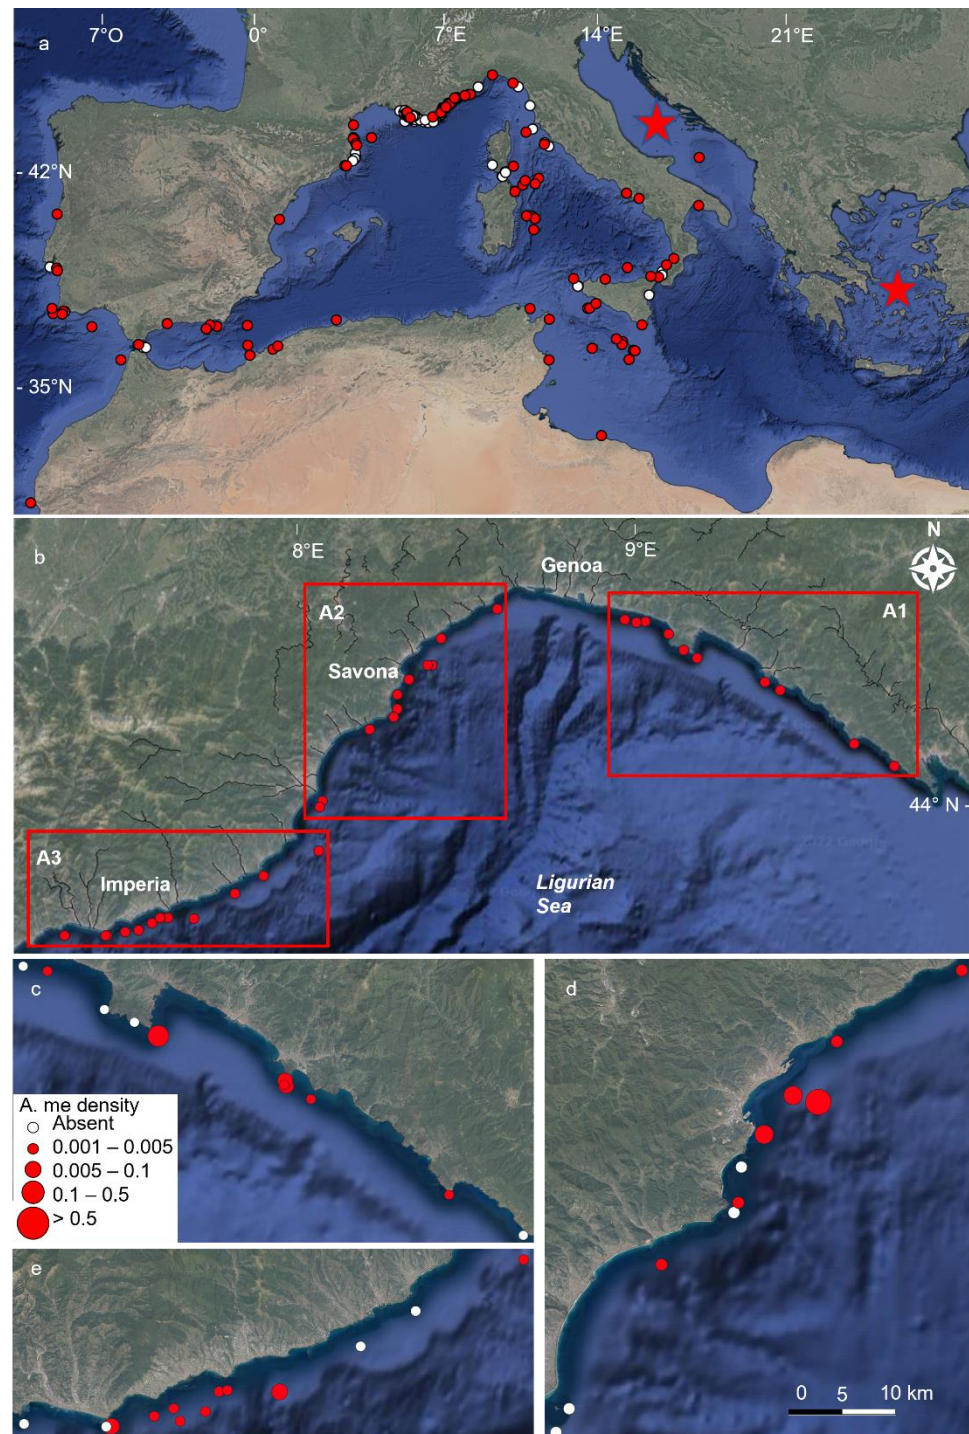 a
7°O
0°
7°E
14°E
21°E
- 42°N
- 35°N
b
8°E
9°E
N
Genoa
A2
A1
Savona
44° N -
A3
Imperia
Ligurian
Sea
c
d
A. me density
Absent
0.001 – 0.005
0.005 – 0.1
0.1 – 0.5
> 0.5
e
0 5 10 km